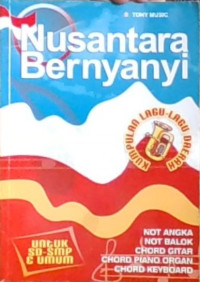 R. TONY MUSIC
Nusantara
Bernyanyi
KUMPULAN LAGU-LAGU DAERAH
NOT ANGKA
NOT BALOK
CHORD GITAR
CHORD PIANO ORGAN
CHORD KEYBOARD
UNTUK
SD-SMP
& UMUM